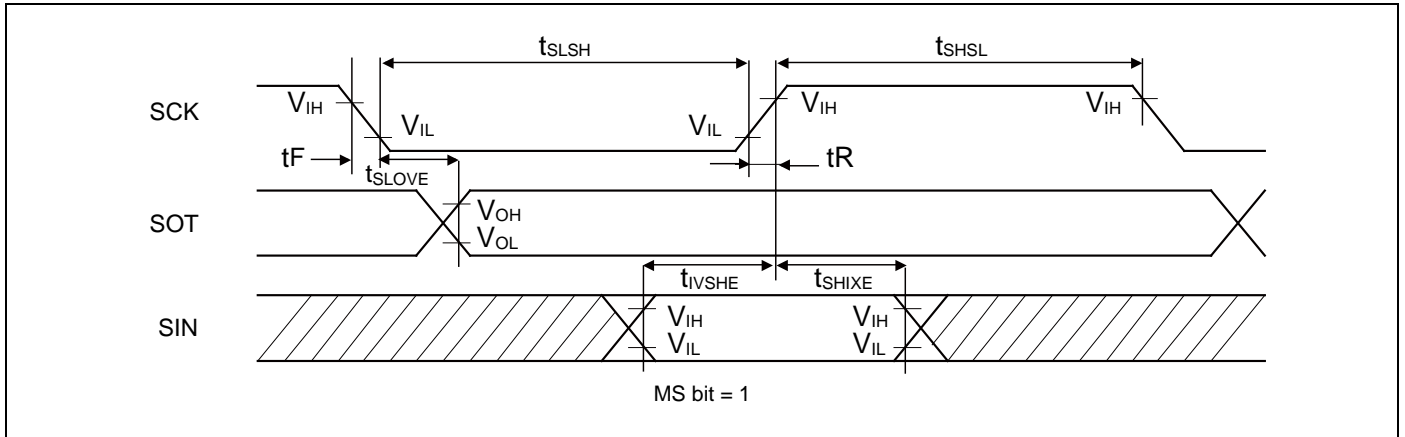 tSLSH tSHSL
SCK VIH VIL VIL VIH VIH
tF tSLOVE tR
SOT VOH VOL
tIVSHE tSHIXE
SIN VIH VIL VIH VIL
MS bit = 1